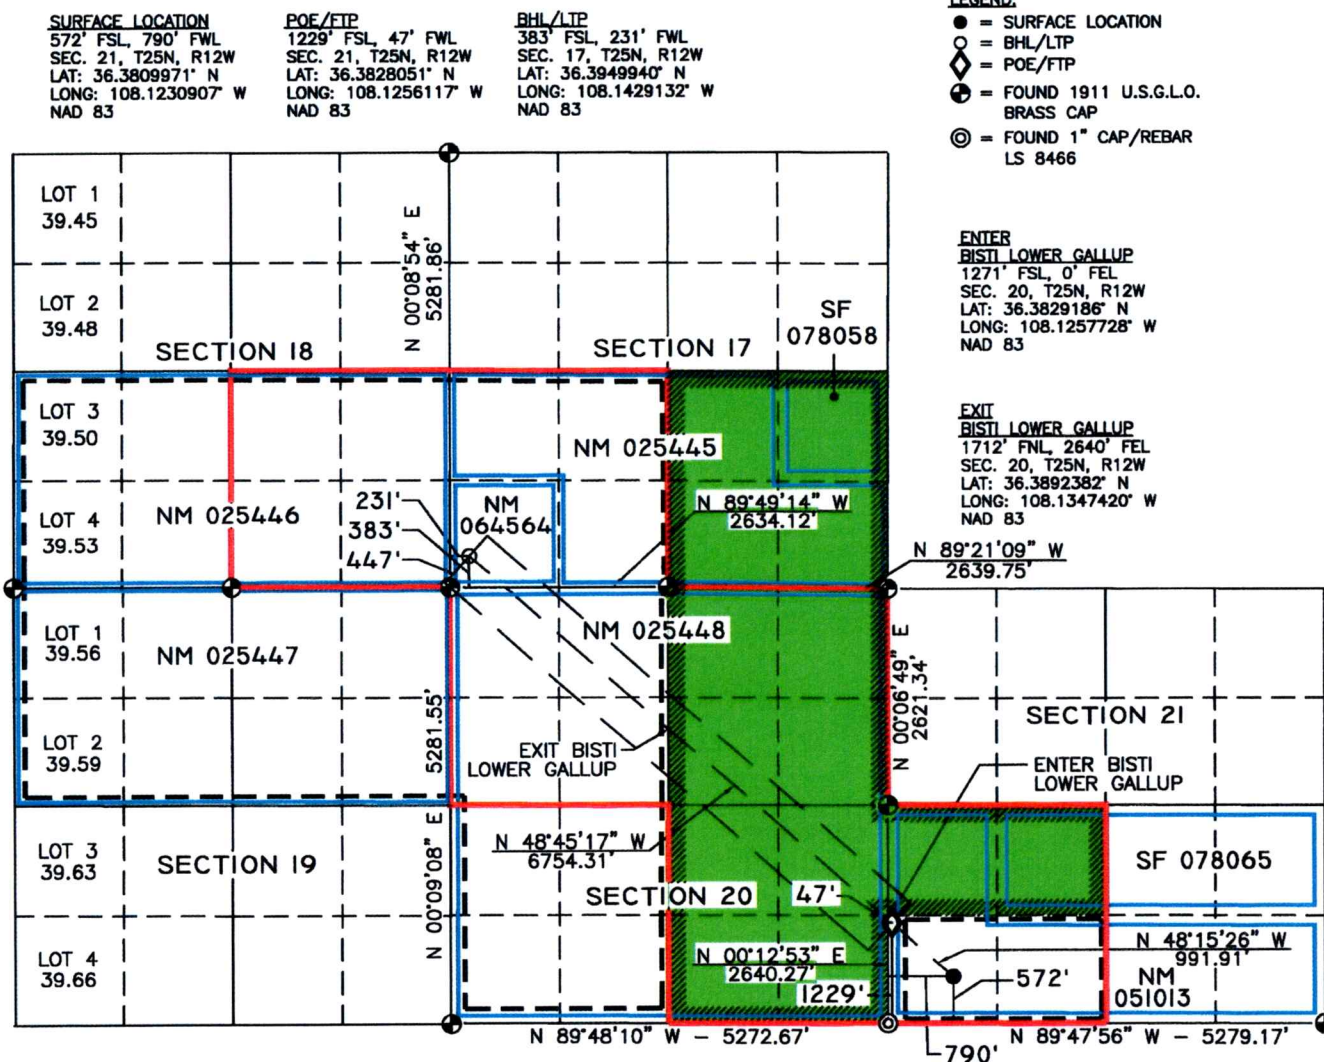 SURFACE LOCATION
572' FSL, 790' FWL
SEC. 21, T25N, R12W
LAT: 36.3809971° N
LONG: 108.1230907° W
NAD 83
POE/FTP
1229' FSL, 47' FWL
SEC. 21, T25N, R12W
LAT: 36.3828051° N
LONG: 108.1256117° W
NAD 83
BHL/LTP
383' FSL, 231' FWL
SEC. 17, T25N, R12W
LAT: 36.3949940° N
LONG: 108.1429132° W
NAD 83
LEGEND:
= SURFACE LOCATION
= BHL/LTP
= POE/FTP
= FOUND 1911 U.S.G.L.O.
BRASS CAP
= FOUND 1" CAP/REBAR
LS 8466
ENTER
BISTI LOWER GALLUP
1271' FSL, 0' FEL
SEC. 20, T25N, R12W
LAT: 36.3829186° N
LONG: 108.1257728° W
NAD 83
EXIT
BISTI LOWER GALLUP
1712' FNL, 2640' FEL
SEC. 20, T25N, R12W
LAT: 36.3892382° N
LONG: 108.1347420° W
NAD 83
LOT 1
39.45
LOT 2
39.48
N 00°08'54" E
5281.86'
SF
078058
SECTION 18
SECTION 17
LOT 3
39.50
NM 025445
LOT 4
39.53
NM 025446
231'
383'
447'
NM
064564
N 89°49'14" W
2634.12'
N 89°21'09" W
2639.75'
LOT 1
39.56
NM 025447
NM 025448
N 00°06'49" E
2621.34'
SECTION 21
LOT 2
39.59
5281.55'
N 00°09'08" E
EXIT BISTI
LOWER GALLUP
ENTER BISTI
LOWER GALLUP
LOT 3
39.63
SECTION 19
N 48°45'17" W
6754.31'
SECTION 20
47'
SF 078065
LOT 4
39.66
N 00°12'53" E
2640.27'
1229'
572'
N 48°15'26" W
991.91'
NM
051013
N 89°48'10" W - 5272.67'
790'
N 89°47'56" W - 5279.17'